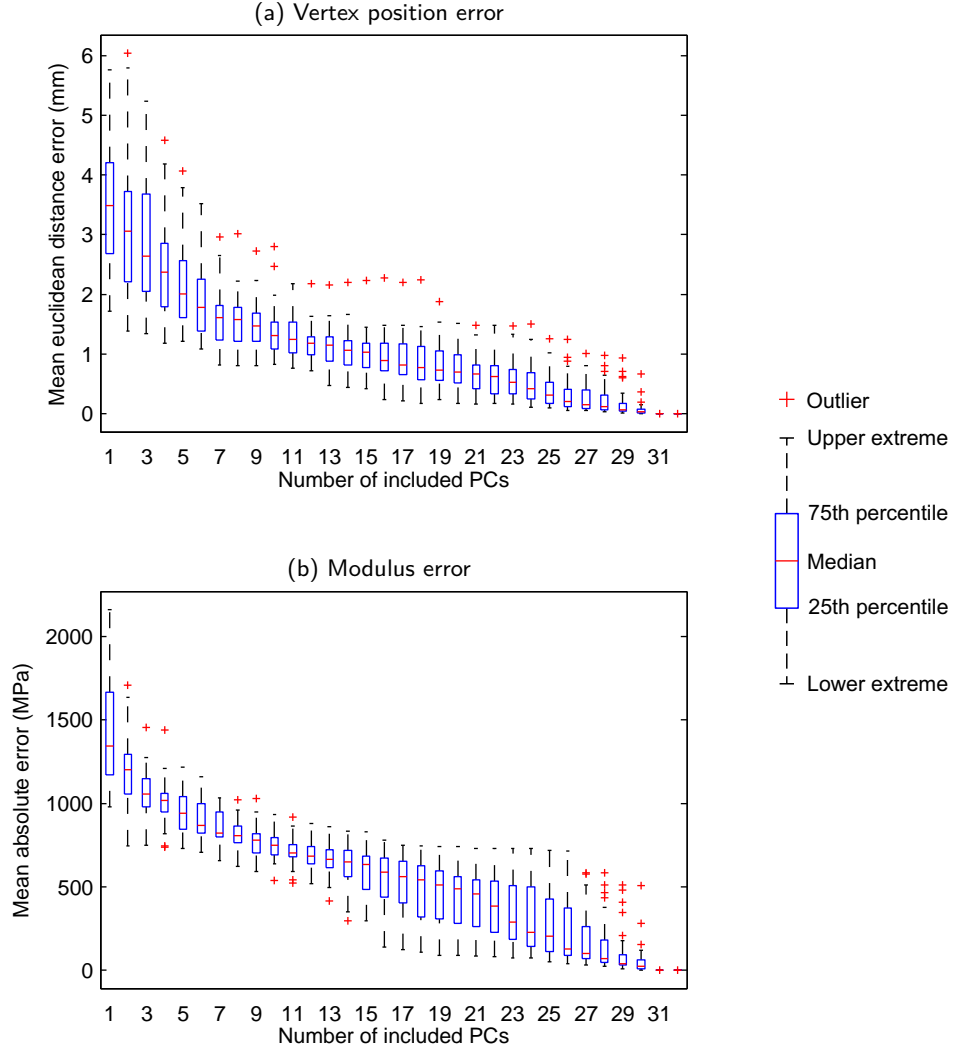 (a) Vertex position error
Mean euclidean distance error (mm)
6
5
4
3
2
1
0
1 3 5 7 9 11 13 15 17 19 21 23 25 27 29 31
Number of included PCs
Outlier
Upper extreme
75th percentile
Median
25th percentile
Lower extreme
(b) Modulus error
Mean absolute error (MPa)
2000
1500
1000
500
0
1 3 5 7 9 11 13 15 17 19 21 23 25 27 29 31
Number of included PCs